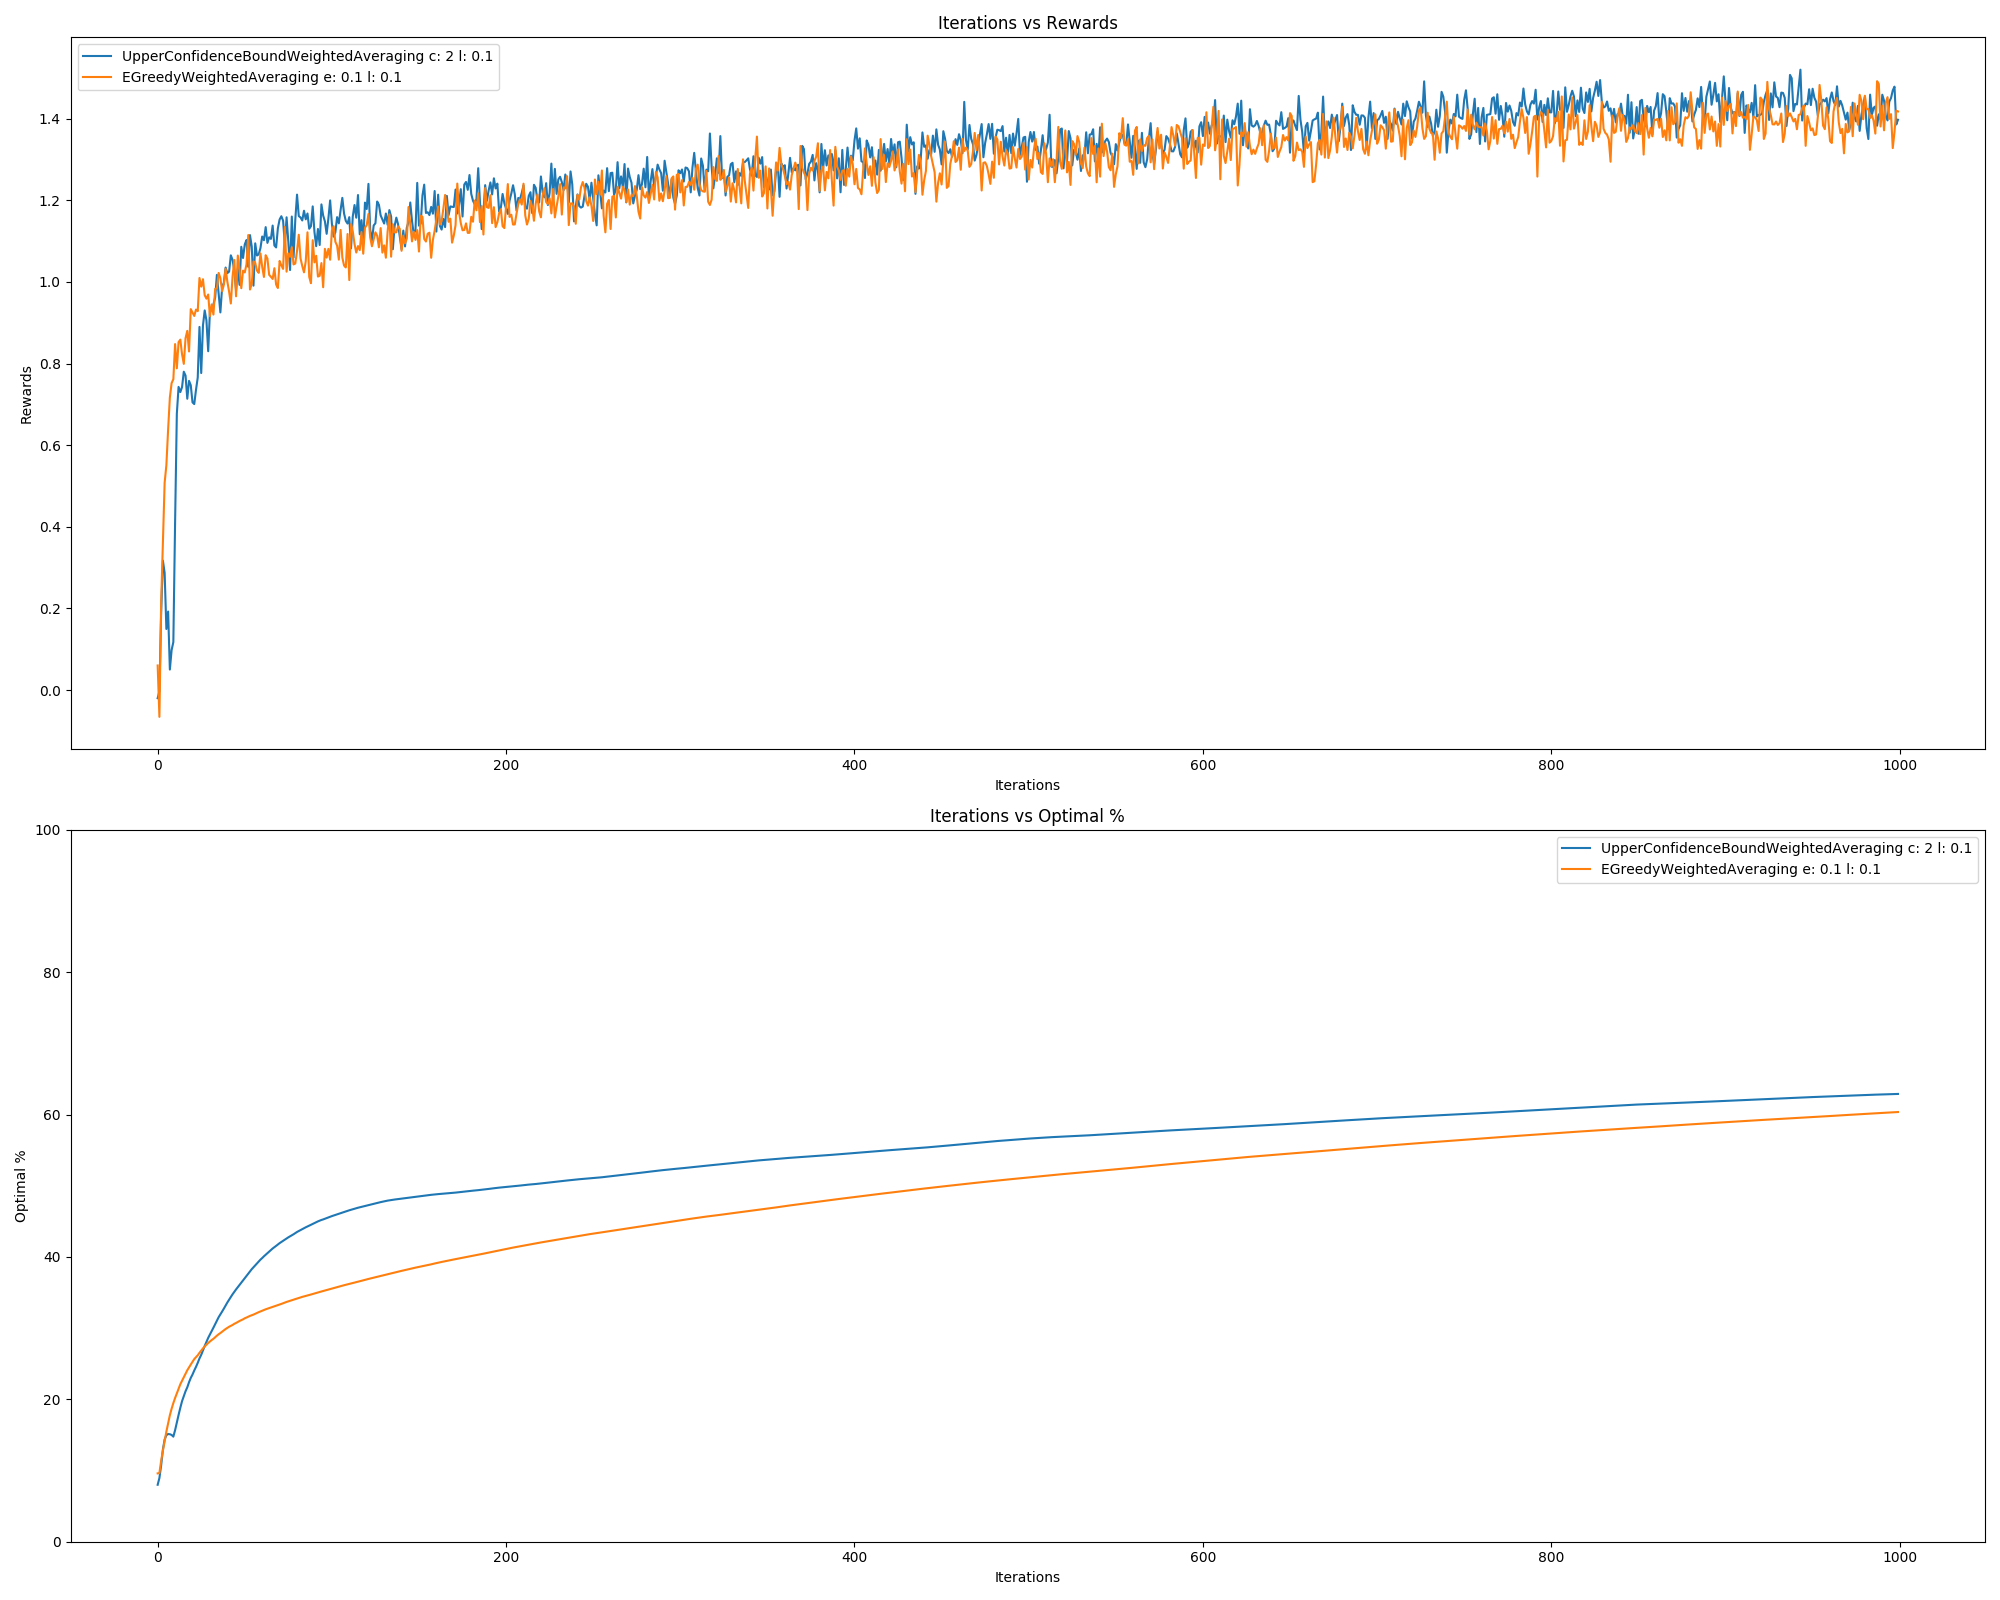 Iterations vs Rewards
UpperConfidenceBoundWeightedAveraging c: 2 l: 0.1
EGreedyWeightedAveraging e: 0.1 l: 0.1
1.4
1.2
1.0
0.8
0.6
0.4
0.2
0.0
Rewards
0 200 400 600 800 1000
Iterations
Iterations vs Optimal %
UpperConfidenceBoundWeightedAveraging c: 2 l: 0.1
EGreedyWeightedAveraging e: 0.1 l: 0.1
100
80
60
40
20
0
Optimal %
0 200 400 600 800 1000
Iterations